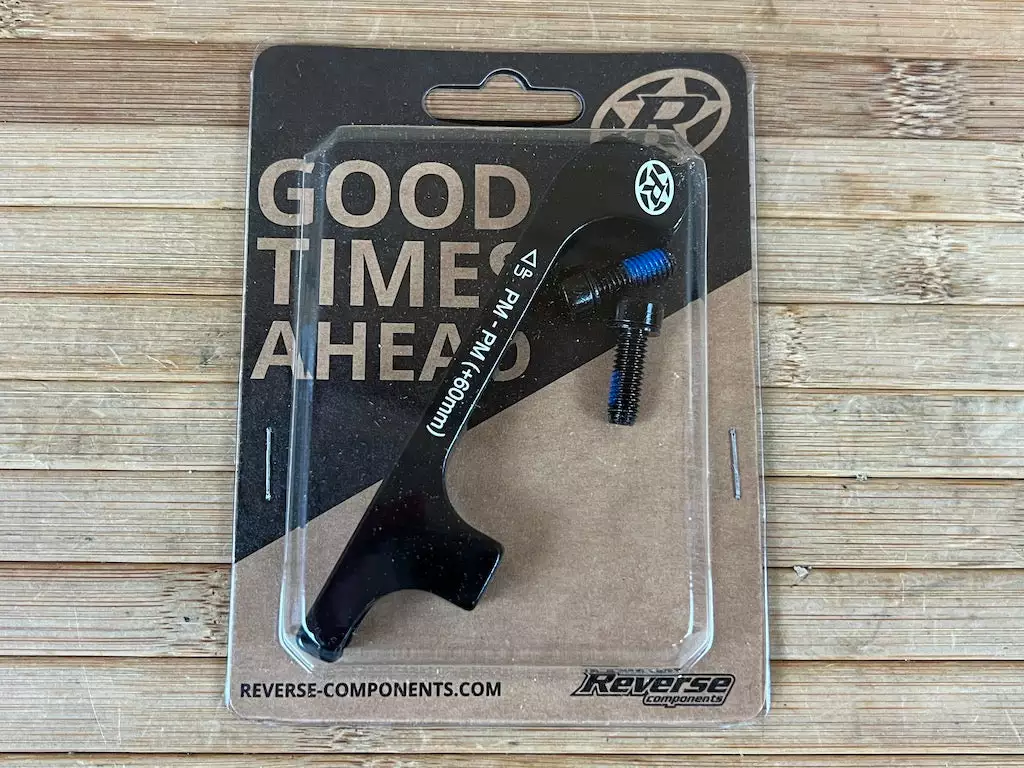 R
GOOD
TIMES
AHEAD
UP PM - PM (+60mm)
REVERSE-COMPONENTS.COM
Reverse
components